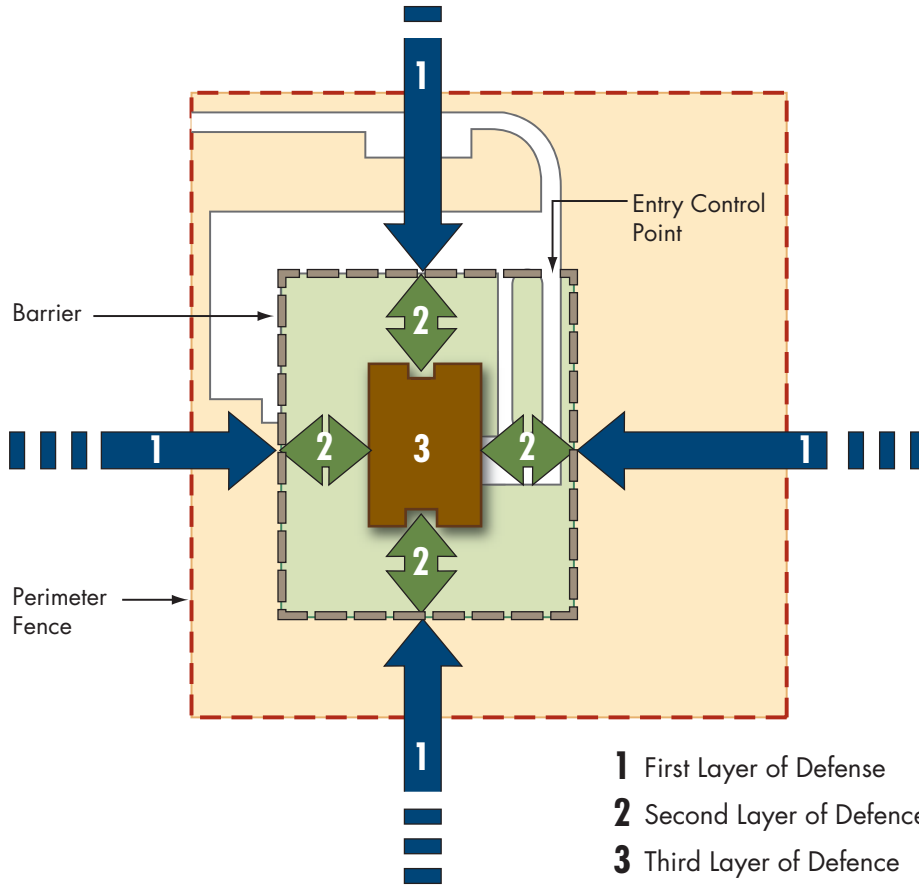 1
Entry Control
Point
Barrier
2
1
2
3
2
1
2
Perimeter
Fence
1
1 First Layer of Defense
2 Second Layer of Defence
3 Third Layer of Defence